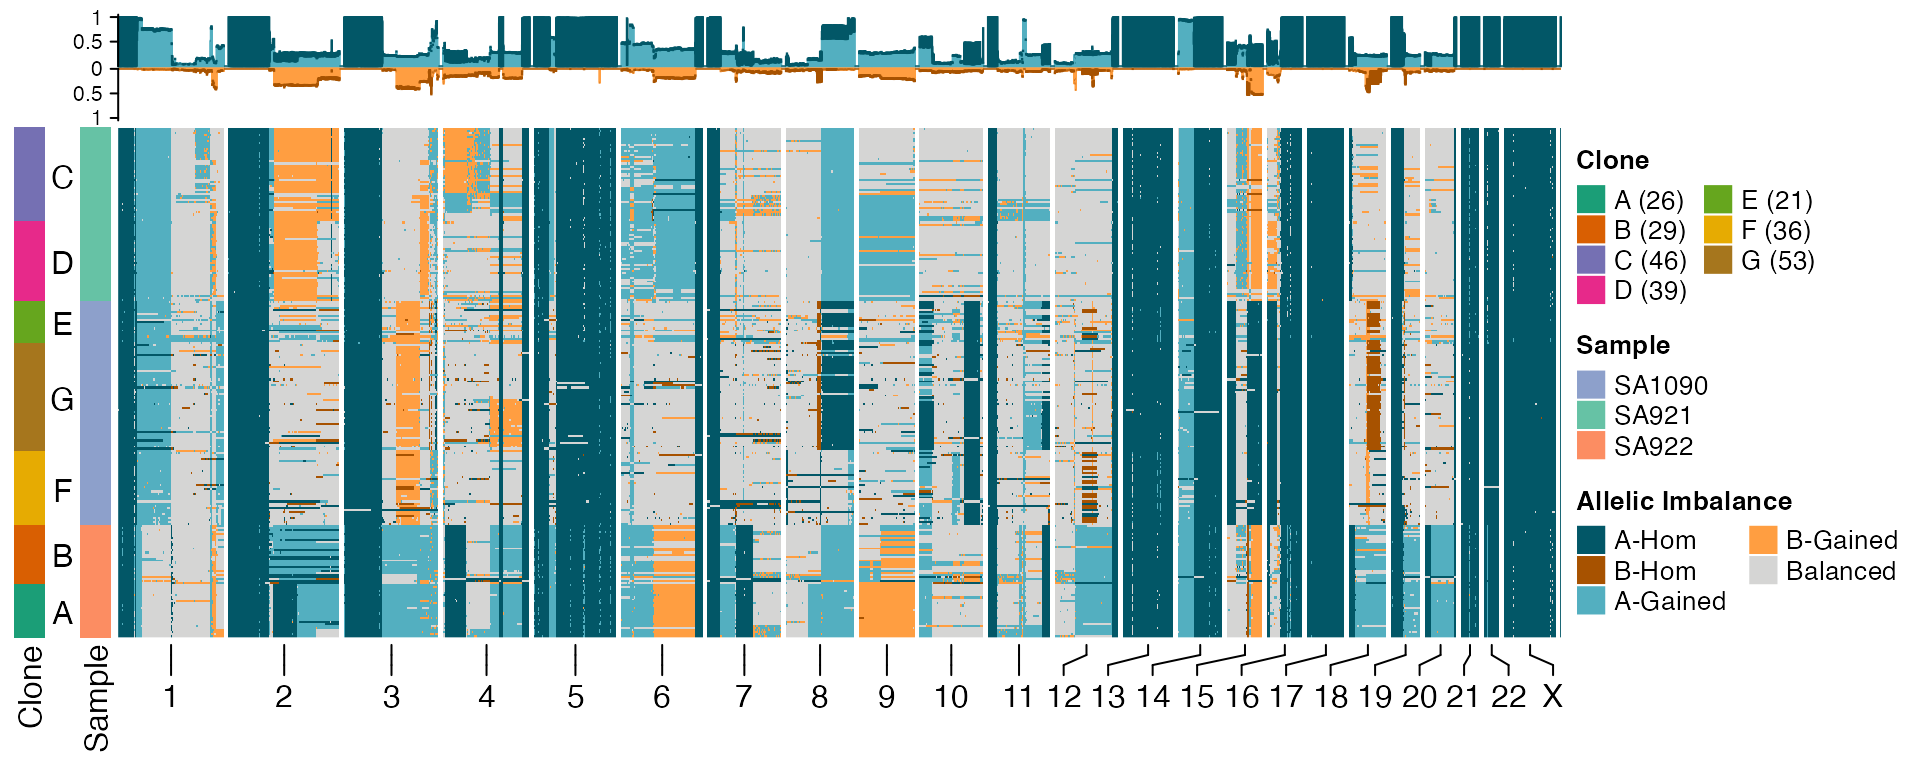 1
0.5
0
0.5
1
C
D
E
G
F
B
A
Clone
Sample
1 2 3 4 5 6 7 8 9 10 11 12 13 14 15 16 17 18 19 20 21 22 X
Clone
A (26) E (21)
B (29) F (36)
C (46) G (53)
D (39)
Sample
SA1090
SA921
SA922
Allelic Imbalance
A-Hom B-Gained
B-Hom Balanced
A-Gained